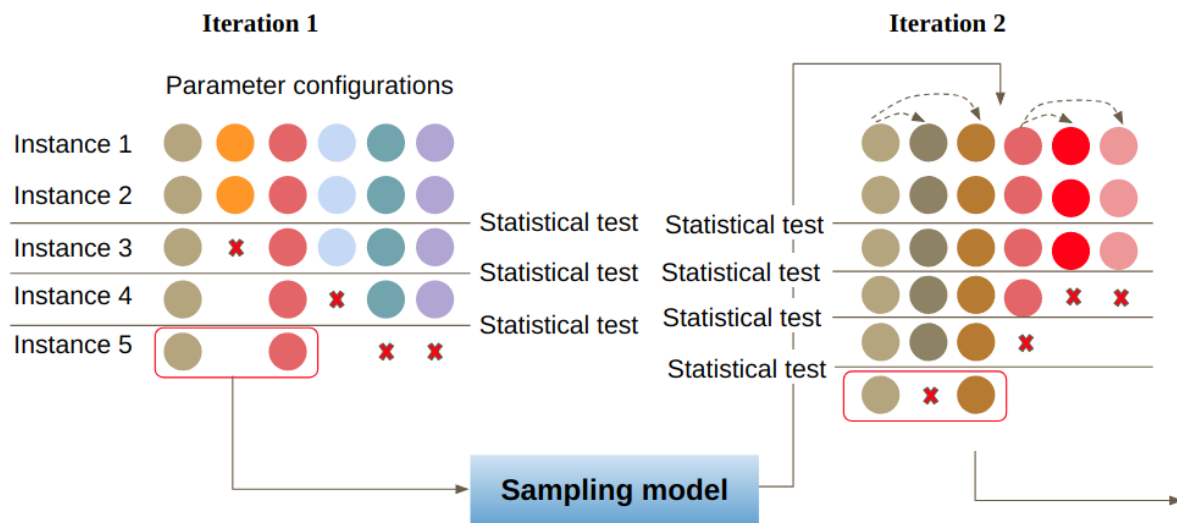 Iteration 1
Iteration 2
Parameter configurations
Instance 1
Instance 2
Statistical test
Instance 3
Statistical test
Instance 4
Statistical test
Instance 5
Statistical test
Statistical test
Statistical test
Statistical test
Sampling model